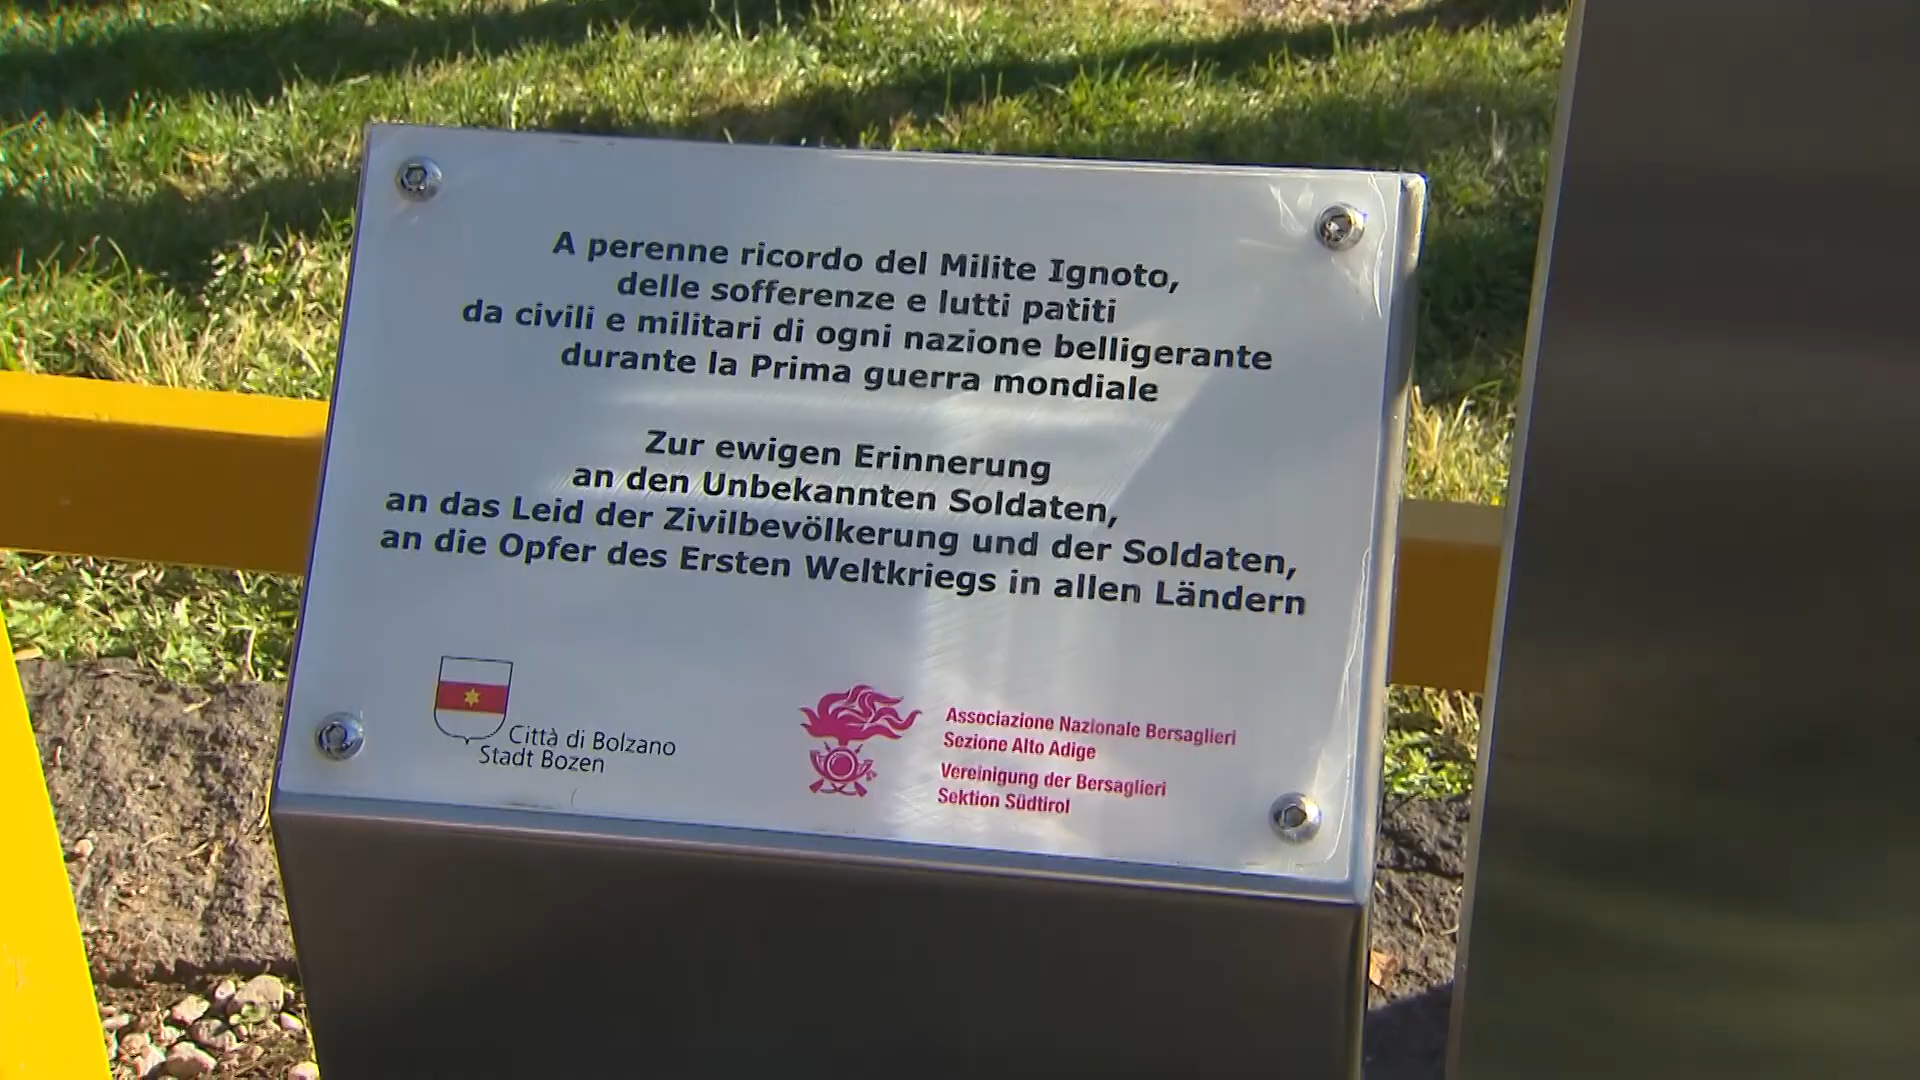 A perenne ricordo del Milite Ignoto,
delle sofferenze e lutti patiti
da civili e militari di ogni nazione belligerante
durante la Prima guerra mondiale
Zur ewigen Erinnerung
an den Unbekannten Soldaten,
an das Leid der Zivilbevölkerung und der Soldaten,
an die Opfer des Ersten Weltkriegs in allen Ländern
Città di Bolzano
Stadt Bozen
Associazione Nazionale Bersaglieri
Sezione Alto Adige
Vereinigung der Bersaglieri
Sektion Südtirol